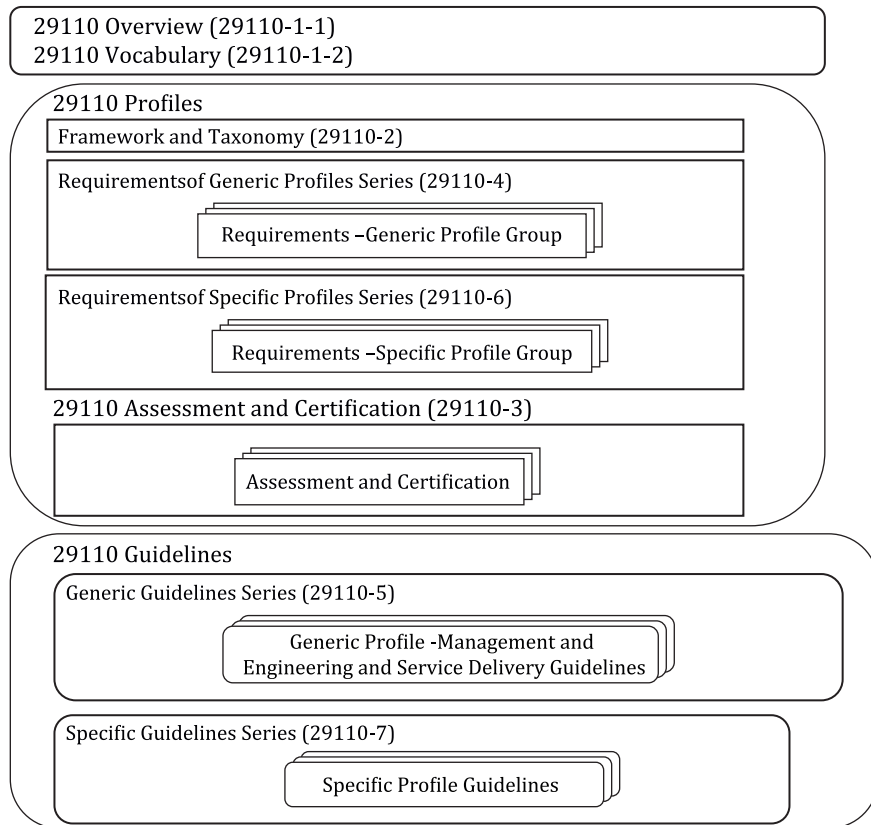 29110 Overview (29110-1-1)
29110 Vocabulary (29110-1-2)
29110 Profiles
Framework and Taxonomy (29110-2)
Requirementsof Generic Profiles Series (29110-4)
Requirements –Generic Profile Group
Requirementsof Specific Profiles Series (29110-6)
Requirements –Specific Profile Group
29110 Assessment and Certification (29110-3)
Assessment and Certification
29110 Guidelines
Generic Guidelines Series (29110-5)
Generic Profile -Management and
Engineering and Service Delivery Guidelines
Specific Guidelines Series (29110-7)
Specific Profile Guidelines